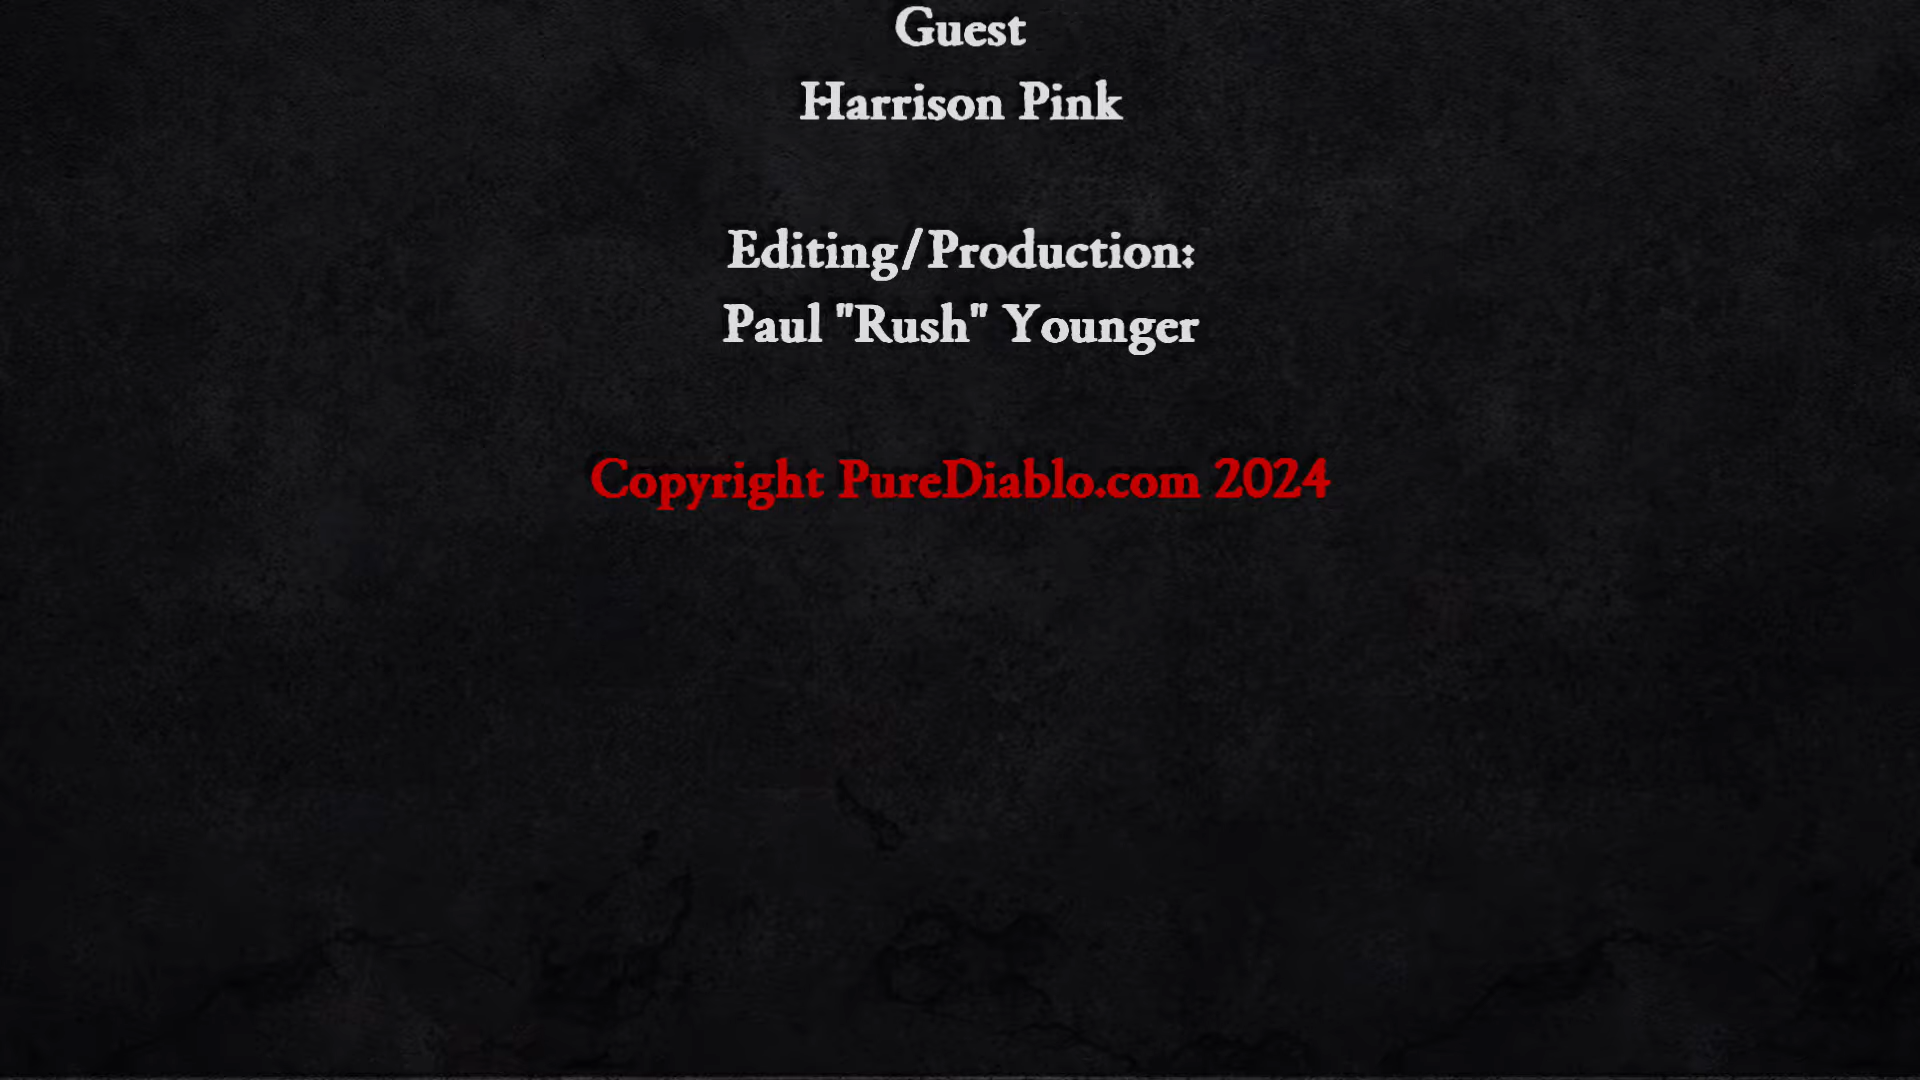 Guest
Harrison Pink
Editing/Production:
Paul "Rush" Younger
Copyright PureDiablo.com 2024